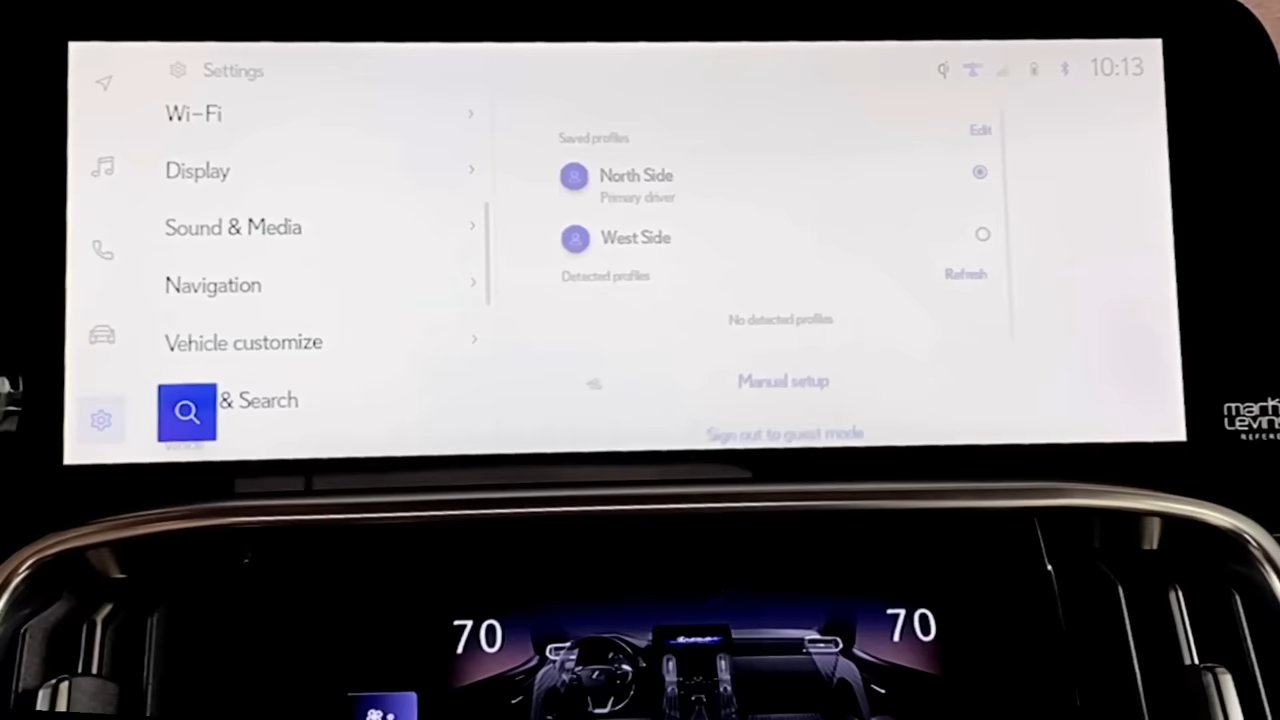 Settings
10:13
Wi-Fi
Display
Sound & Media
Navigation
Vehicle customize
& Search
Saved profiles
Edit
North Side
Primary driver
West Side
Detected profiles
Refresh
No detected profiles
Manual setup
Sign out to guest mode
70
70